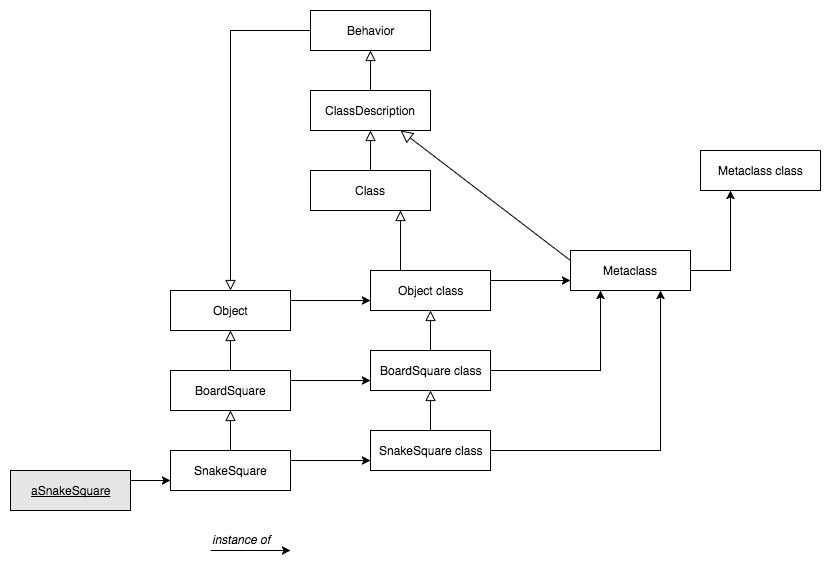 Behavior
ClassDescription
Class
Metaclass class
Metaclass
Object class
Object
BoardSquare class
BoardSquare
SnakeSquare class
SnakeSquare
aSnakeSquare
instance of